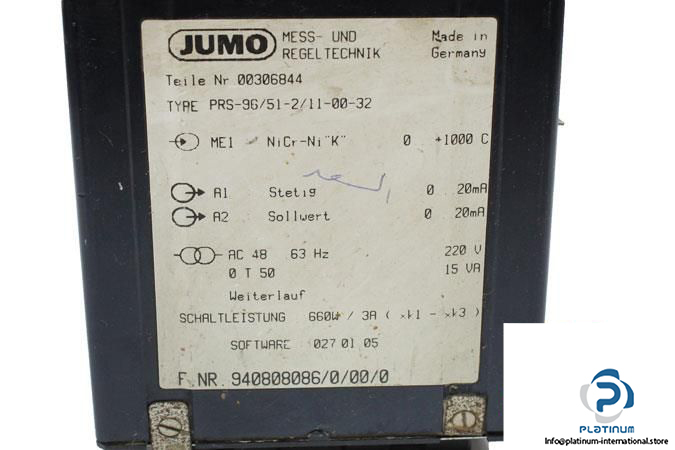 JUMO MESS- UND REGELTECHNIK Made in Germany
Teile Nr 00306844
TYPE PRS-96/51-2/11-00-32
ME1 NiCr-Ni"K" 0 +1000 C
A1 Stetig 0 20mA
A2 Sollwert 0 20mA
AC 48 63 Hz 220 V
0 T 50 15 VA
Weiterlauf
SCHALTLEISTUNG 660W / 3A ( xk1 - xk3 )
SOFTWARE 027 01 05
F.NR. 940808086/0/00/0
PLATINUM
Info@platinum-international.store